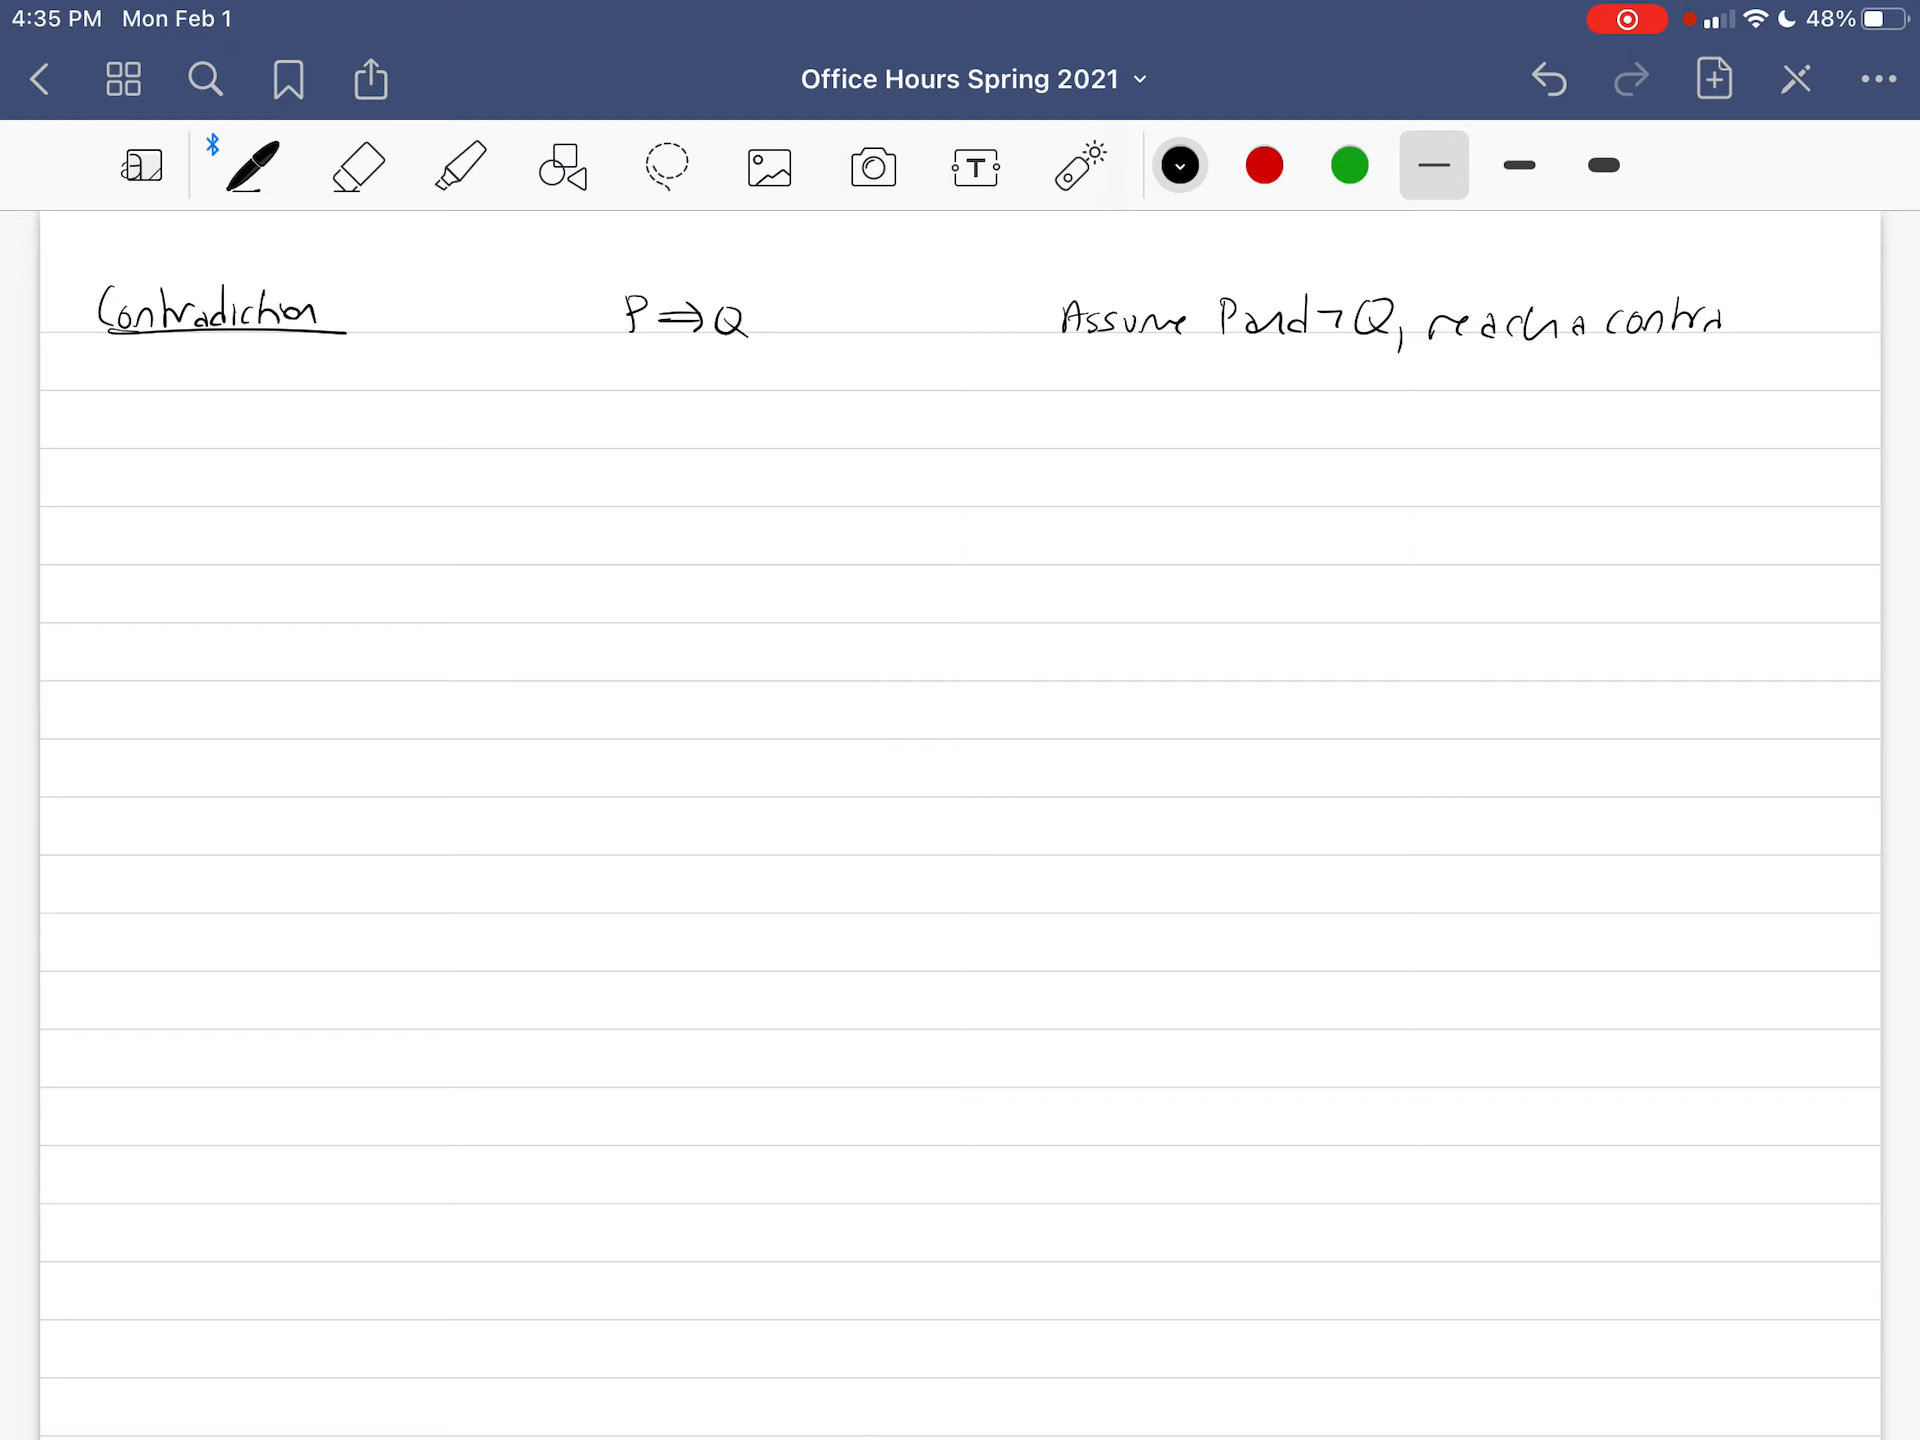 4:35 PM Mon Feb 1 48%
Office Hours Spring 2021
T
Contradiction P ⟹ Q Assume P and ¬Q, reach a contra